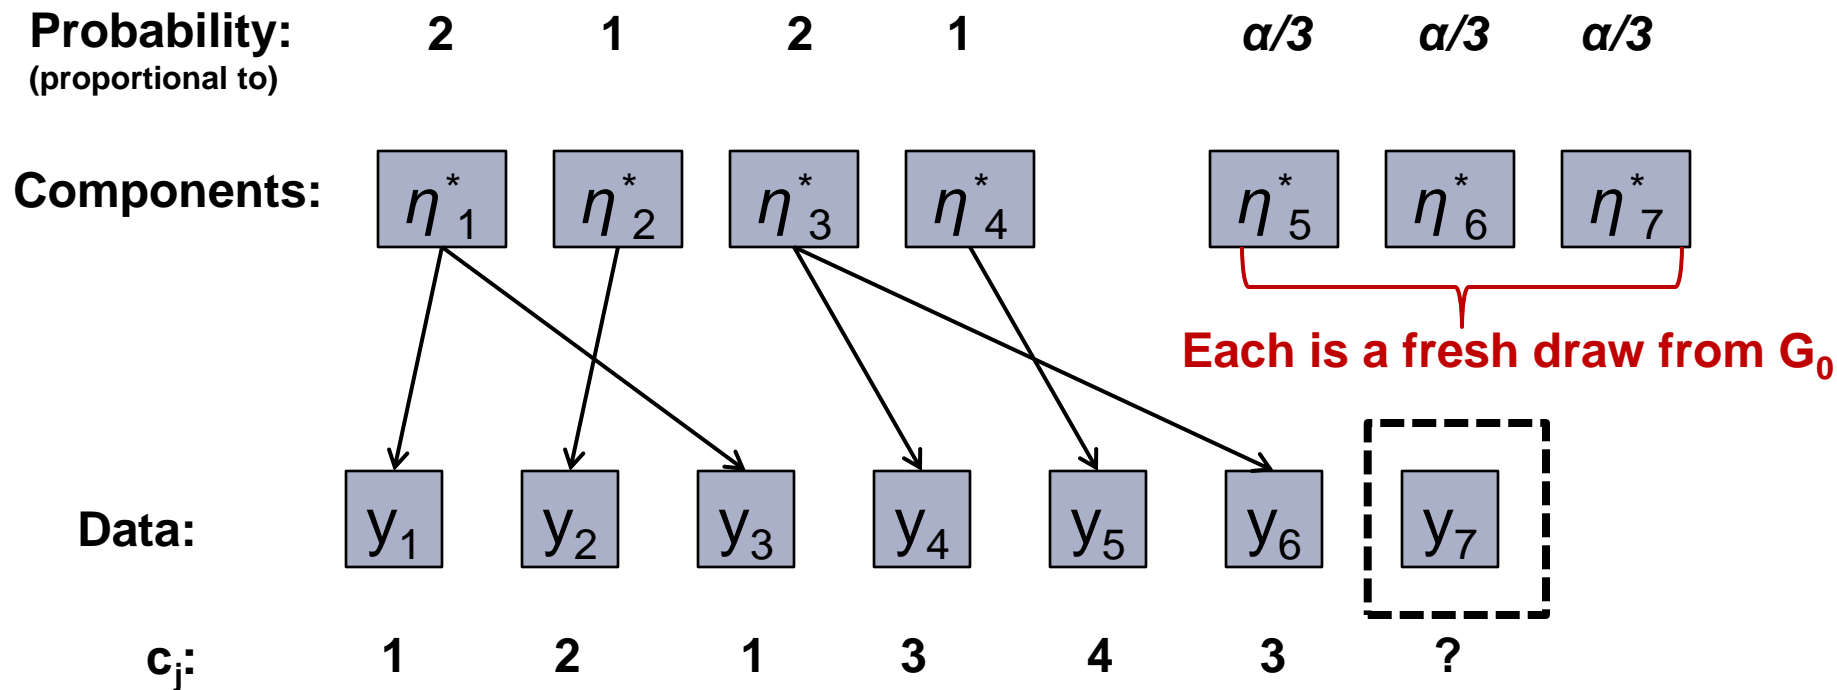 Probability: 2 1 2 1 α/3 α/3 α/3
(proportional to)
Components: η*1 η*2 η*3 η*4 η*5 η*6 η*7
Each is a fresh draw from G0
Data: y1 y2 y3 y4 y5 y6 y7
cj: 1 2 1 3 4 3 ?